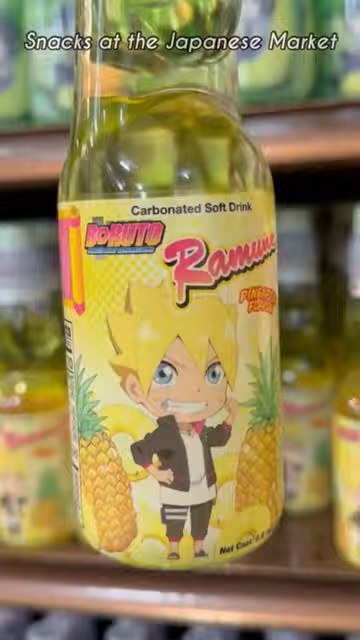 Snacks at the Japanese Market
Carbonated Soft Drink
BORUTO
Ramune
PINEAPPLE
FLAVOR
Net Cont.